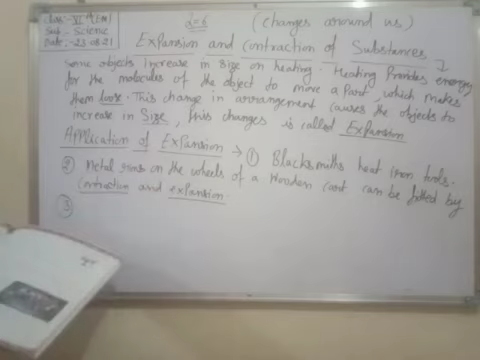 Class:-VIth (EM)
Sub - Science
Date - 23.08.21
L=6 (Changes around us)
Expansion and Contraction of Substances
Some objects increase in size on heating. Heating Provides energy
for the molecules of the object to move a Part, which makes
them loose. This change in arrangement causes the objects to
increase in Size, This changes is called Expansion
Application of Expansion → ① Blacksmiths heat iron tools.
② Metal rims on the wheels of a wooden cart can be fitted by
Contraction and expansion.
③